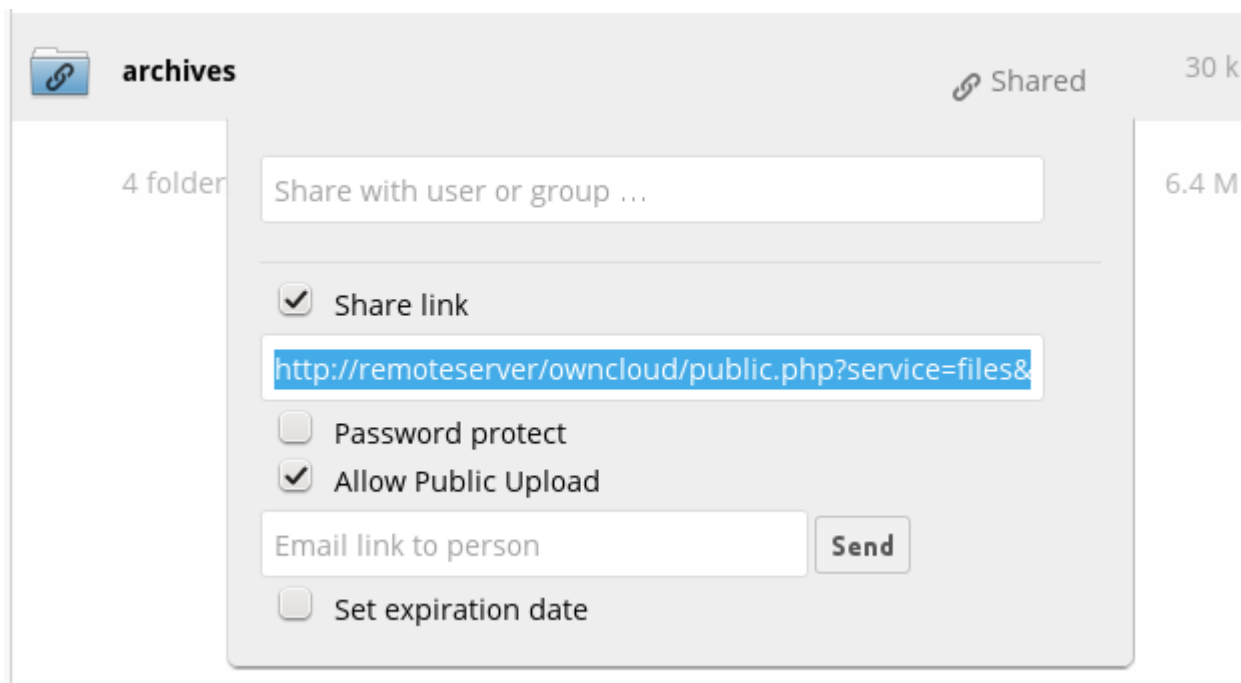 archives
Shared
30 k
4 folder
6.4 M
Share with user or group ...
Share link
http://remoteserver/owncloud/public.php?service=files&
Password protect
Allow Public Upload
Email link to person
Send
Set expiration date